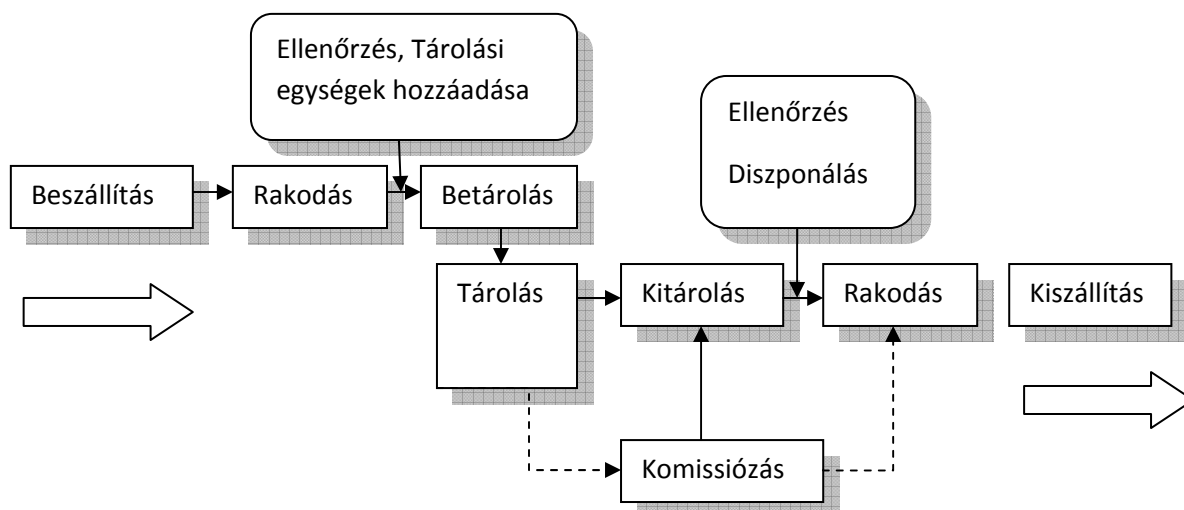 Ellenőrzés, Tárolási
egységek hozzáadása
Ellenőrzés
Diszponálás
Beszállítás
Rakodás
Betárolás
Tárolás
Kitárolás
Rakodás
Kiszállítás
Komissiózás